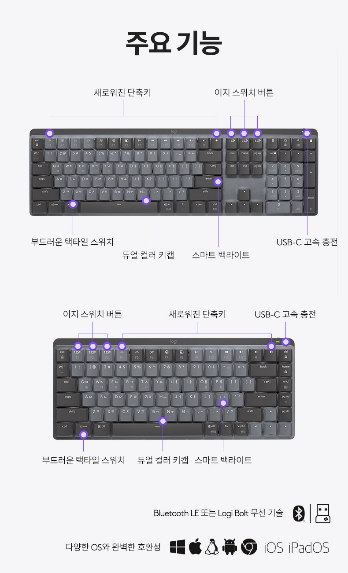 주요 기능
새로워진 단축키
이지 스위치 버튼
부드러운 택타일 스위치
듀얼 컬러 키캡
스마트 백라이트
USB-C 고속 충전
이지 스위치 버튼
새로워진 단축키
USB-C 고속 충전
부드러운 택타일 스위치
듀얼 컬러 키캡
스마트 백라이트
Bluetooth LE 또는 Logi Bolt 무선 기술
다양한 OS와 완벽한 호환성
iOS iPadOS